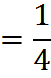 = 1/4